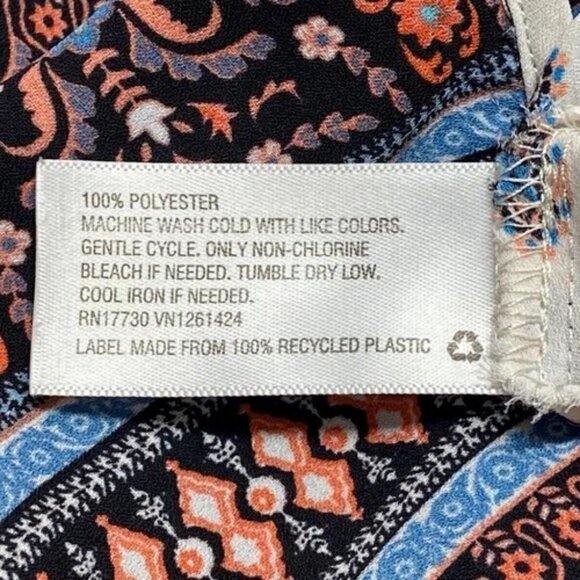 100% POLYESTER
MACHINE WASH COLD WITH LIKE COLORS.
GENTLE CYCLE. ONLY NON-CHLORINE
BLEACH IF NEEDED. TUMBLE DRY LOW.
COOL IRON IF NEEDED.
RN17730 VN1261424
LABEL MADE FROM 100% RECYCLED PLASTIC